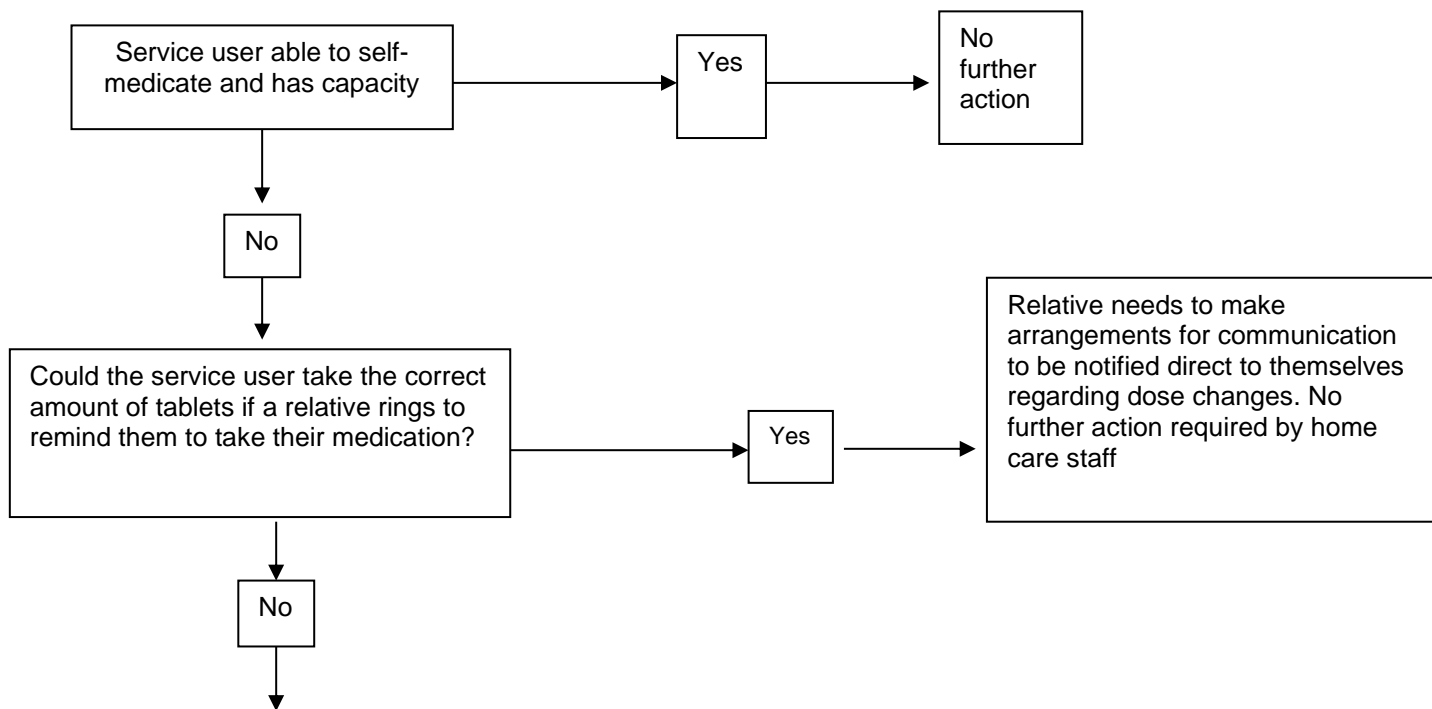 Service user able to self-
medicate and has capacity
Yes
No
further
action
No
Could the service user take the correct
amount of tablets if a relative rings to
remind them to take their medication?
Yes
Relative needs to make
arrangements for communication
to be notified direct to themselves
regarding dose changes. No
further action required by home
care staff
No